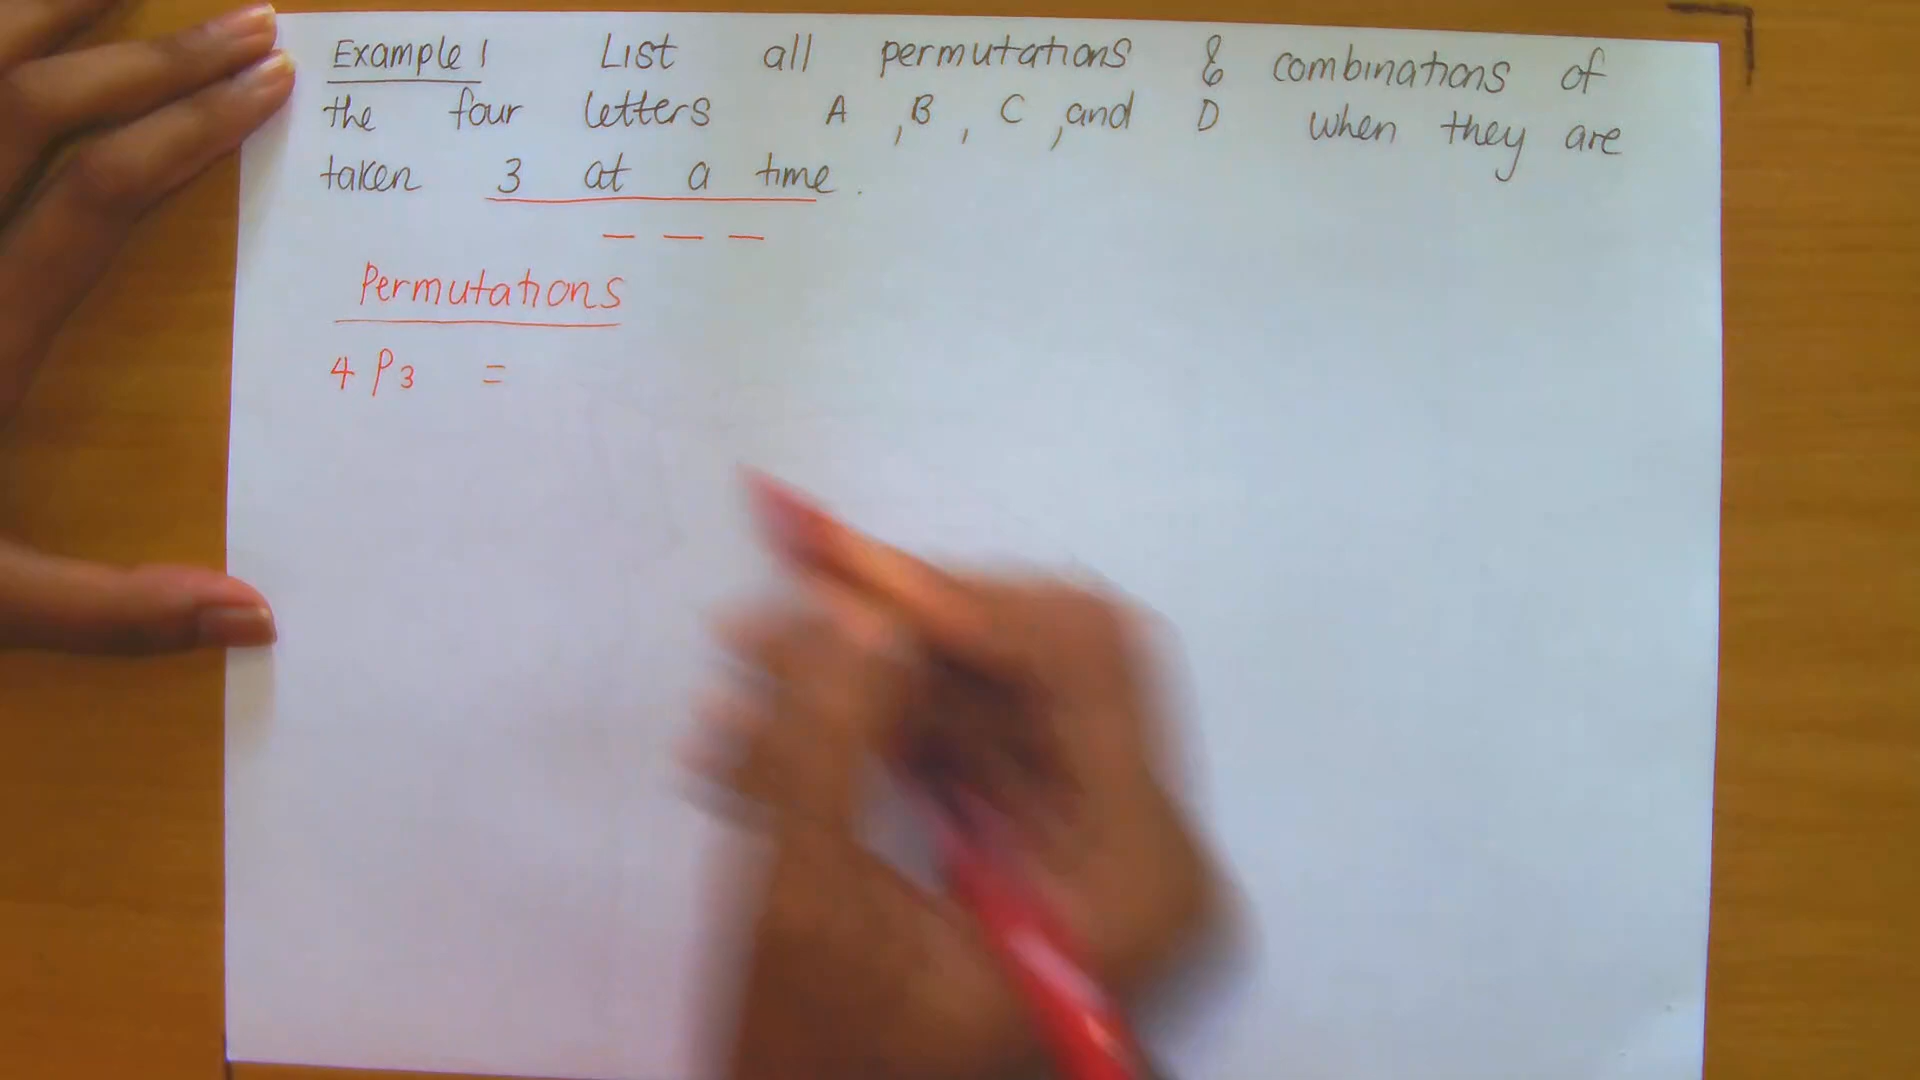 Example 1 List all permutations & combinations of
the four letters A, B, C, and D when they are
taken 3 at a time.
_ _ _
Permutations
4P3 =